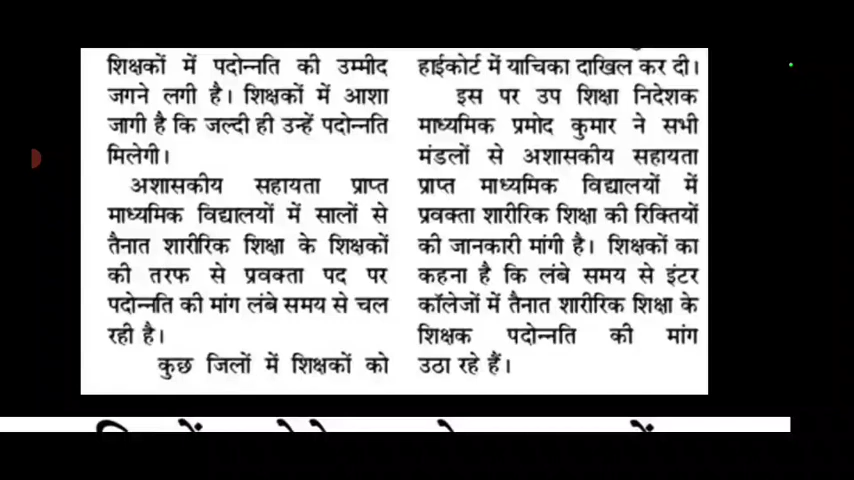 शिक्षकों में पदोन्नति की उम्मीद
जगने लगी है। शिक्षकों में आशा
जागी है कि जल्दी ही उन्हें पदोन्नति
मिलेगी।
अशासकीय सहायता प्राप्त
माध्यमिक विद्यालयों में सालों से
तैनात शारीरिक शिक्षा के शिक्षकों
की तरफ से प्रवक्ता पद पर
पदोन्नति की मांग लंबे समय से चल
रही है।
कुछ जिलों में शिक्षकों को
हाईकोर्ट में याचिका दाखिल कर दी।
इस पर उप शिक्षा निदेशक
माध्यमिक प्रमोद कुमार ने सभी
मंडलों से अशासकीय सहायता
प्राप्त माध्यमिक विद्यालयों में
प्रवक्ता शारीरिक शिक्षा की रिक्तियों
की जानकारी मांगी है। शिक्षकों का
कहना है कि लंबे समय से इंटर
कॉलेजों में तैनात शारीरिक शिक्षा के
शिक्षक पदोन्नति की मांग
उठा रहे हैं।